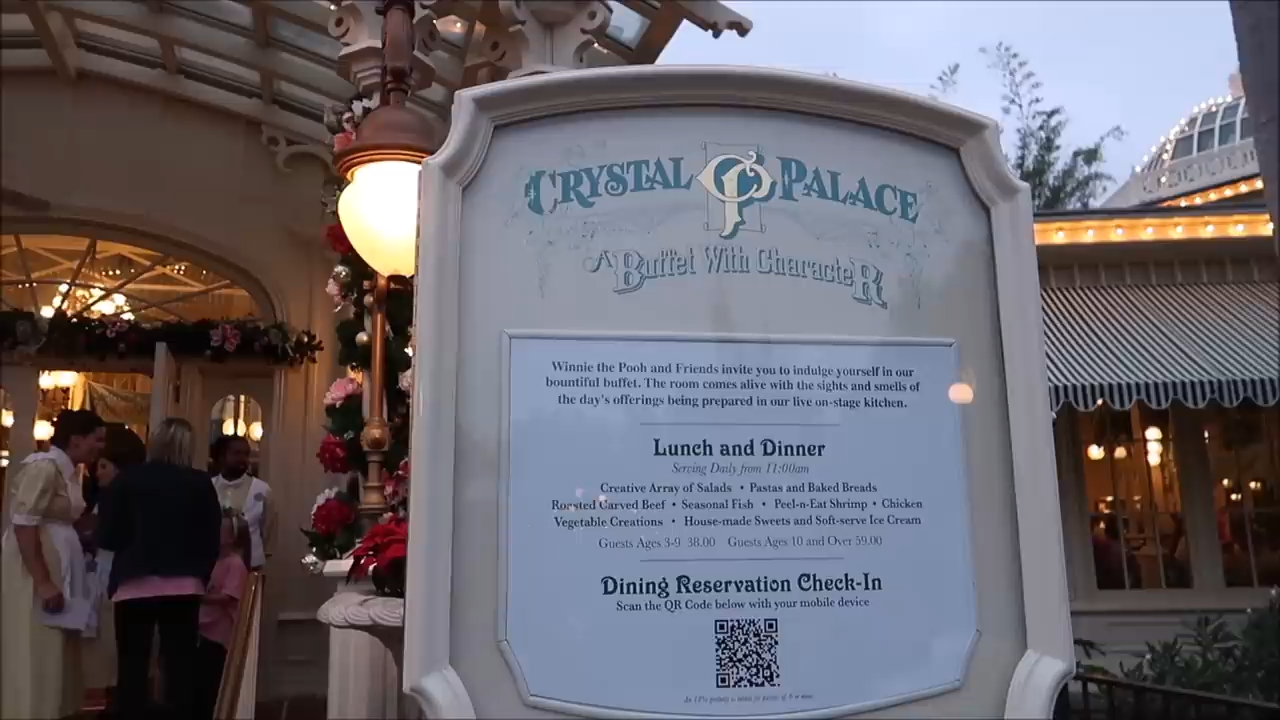 CRYSTAL CP PALACE
A Buffet With Character
Winnie the Pooh and Friends invite you to indulge yourself in our
bountiful buffet. The room comes alive with the sights and smells of
the day's offerings being prepared in our live on-stage kitchen.
Lunch and Dinner
Serving Daily from 11:00am
Creative Array of Salads • Pastas and Baked Breads
Roasted Carved Beef • Seasonal Fish • Peel-n-Eat Shrimp • Chicken
Vegetable Creations • House-made Sweets and Soft-serve Ice Cream
Guests Ages 3-9 38.00 Guests Ages 10 and Over 59.00
Dining Reservation Check-In
Scan the QR Code below with your mobile device